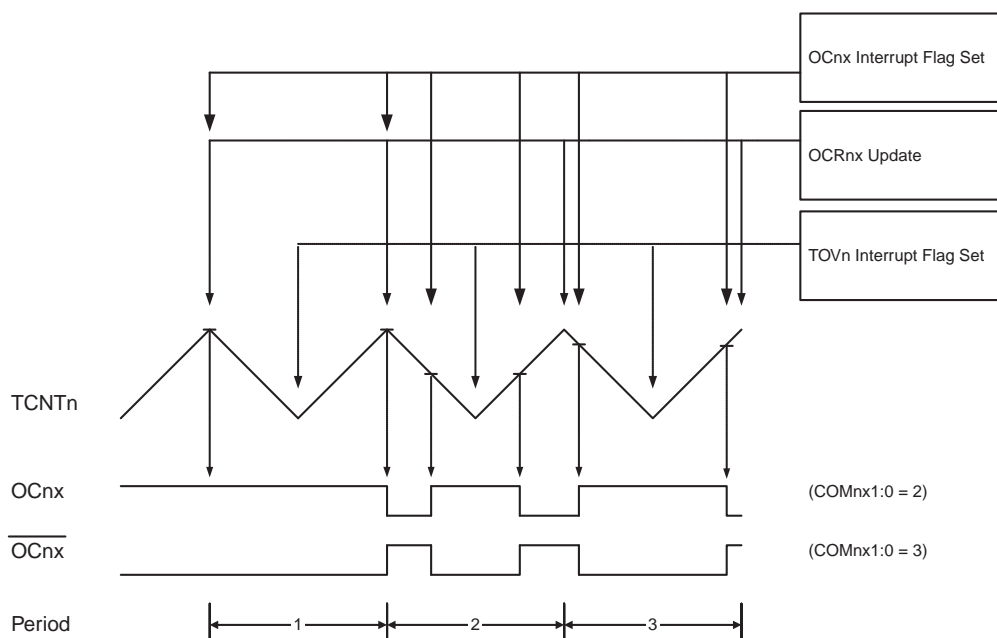 OCnx Interrupt Flag Set
OCRnx Update
TOVn Interrupt Flag Set
TCNTn
OCnx
(COMnx1:0 = 2)
OCnx
(COMnx1:0 = 3)
Period
1
2
3